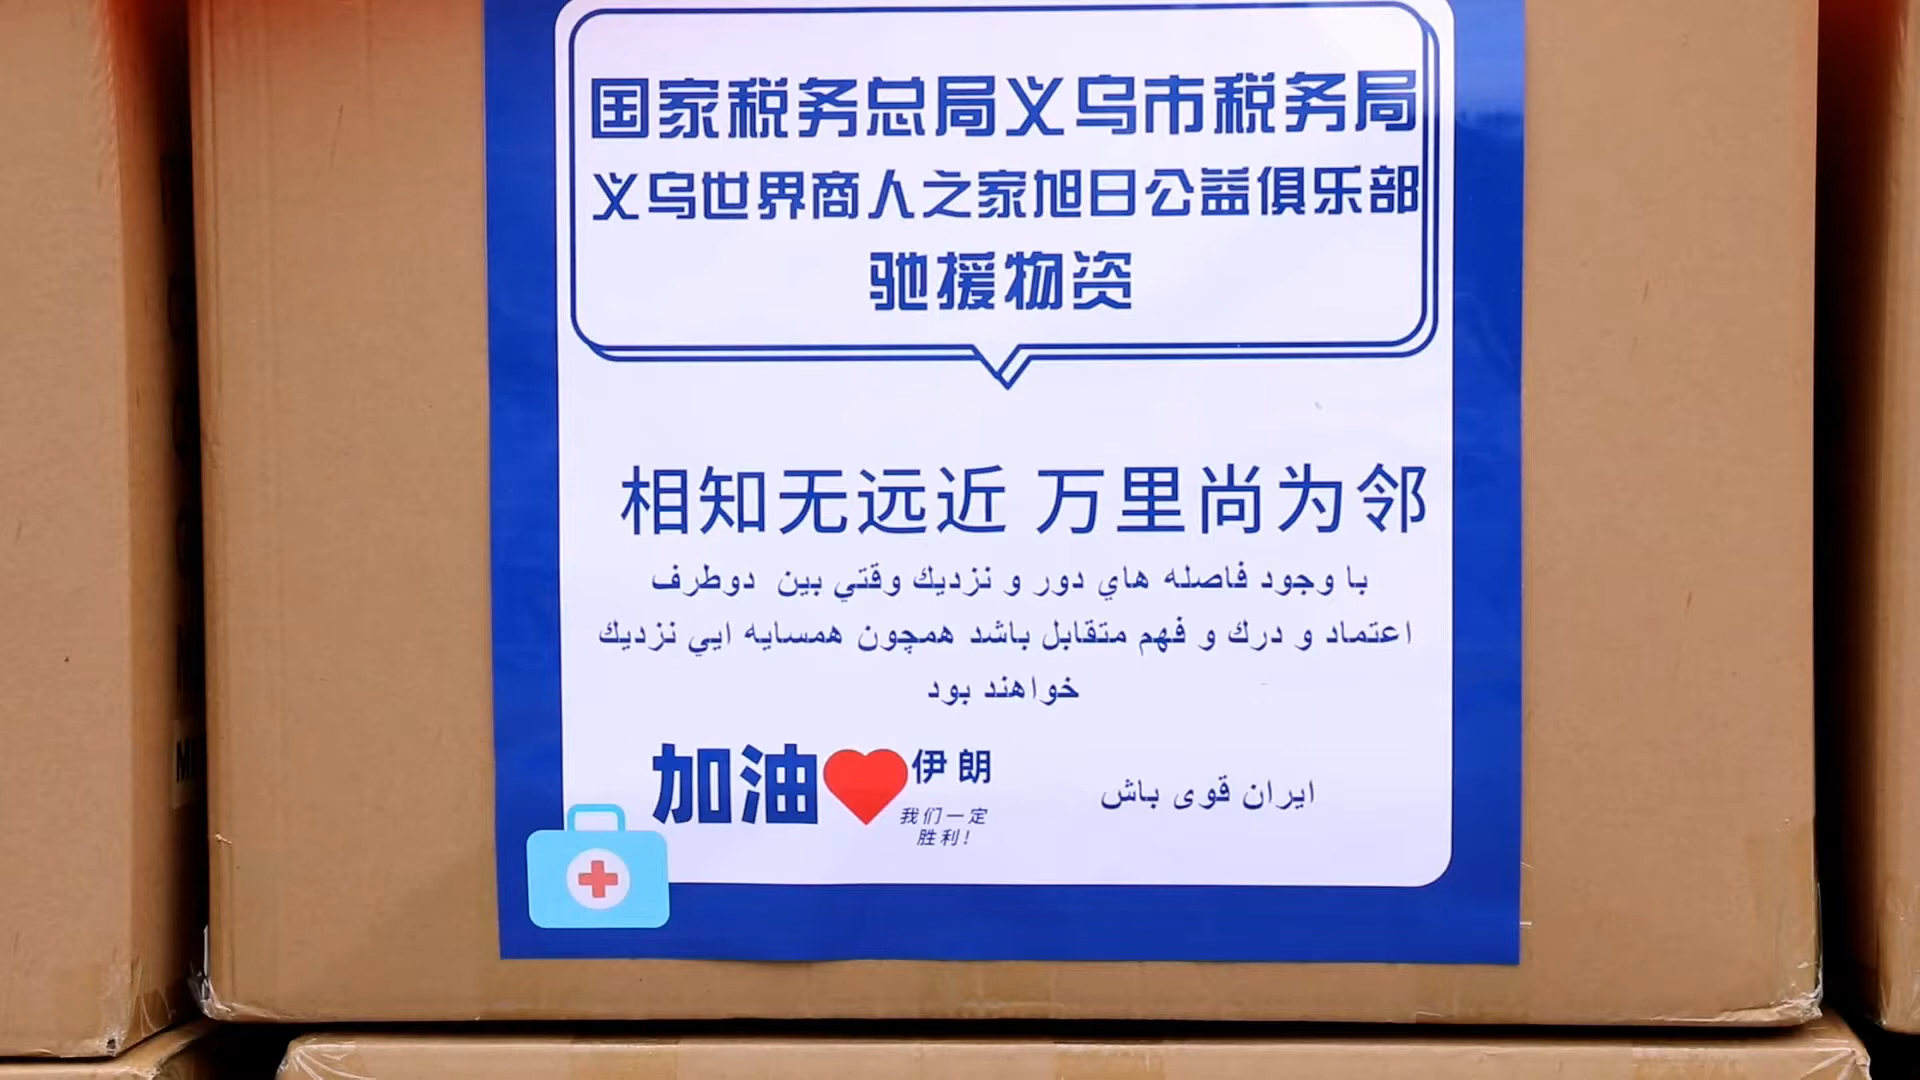 国家税务总局义乌市税务局
义乌世界商人之家旭日公益俱乐部
驰援物资
相知无远近 万里尚为邻
با وجود فاصله هاي دور و نزديك وقتي بين دوطرف
اعتماد و درك و فهم متقابل باشد همچون همسايه ايي نزديك
خواهند بود
加油 伊朗
我们一定
胜利!
ایران قوی باش